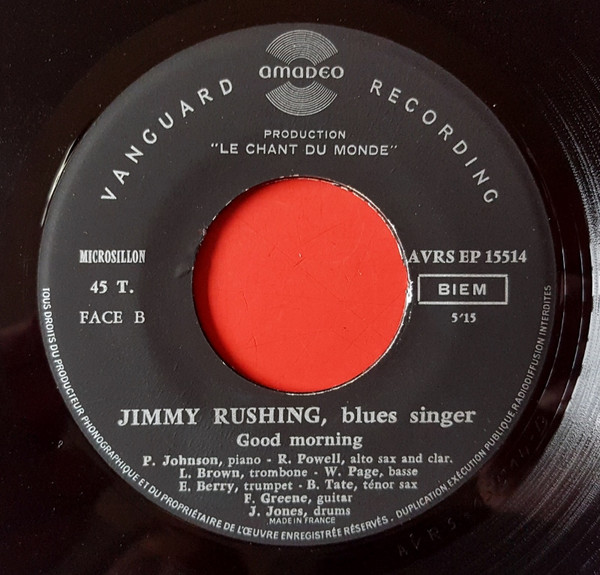 amadeo
VANGUARD RECORDING
PRODUCTION
"LE CHANT DU MONDE"
MICROSILLON
45 T.
FACE B
AVRS EP 15514
BIEM
5'15
JIMMY RUSHING, blues singer
Good morning
P. Johnson, piano - R. Powell, alto sax and clar.
L. Brown, trombone - W. Page, basse
E. Berry, trumpet - B. Tate, ténor sax
F. Greene, guitar
J. Jones, drums
MADE IN FRANCE
TOUS DROITS DU PRODUCTEUR PHONOGRAPHIQUE ET DU PROPRIÉTAIRE DE L'ŒUVRE ENREGISTRÉE RÉSERVÉS. DUPLICATION EXÉCUTION PUBLIQUE RADIODIFFUSION INTERDITES